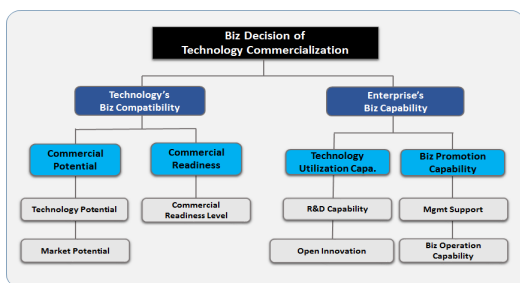 Biz Decision of
Technology Commercialization
Technology's
Biz Compatibility
Enterprise's
Biz Capability
Commercial
Potential
Commercial
Readiness
Technology
Utilization Capa.
Biz Promotion
Capability
Technology Potential
Commercial
Readiness Level
R&D Capability
Mgmt Support
Market Potential
Open Innovation
Biz Operation
Capability